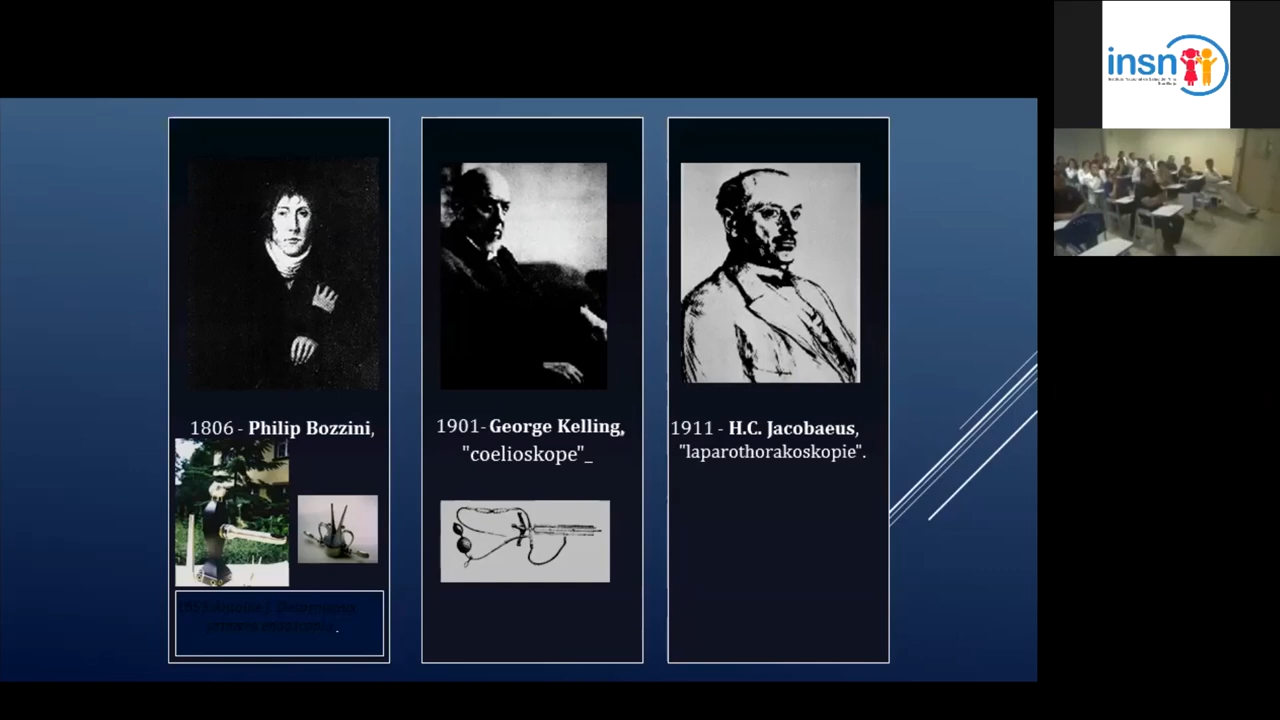 1806 - Philip Bozzini,
1901- George Kelling,
"coelioskope"_
1911 - H.C. Jacobaeus,
"laparothorakoskopie".
insn